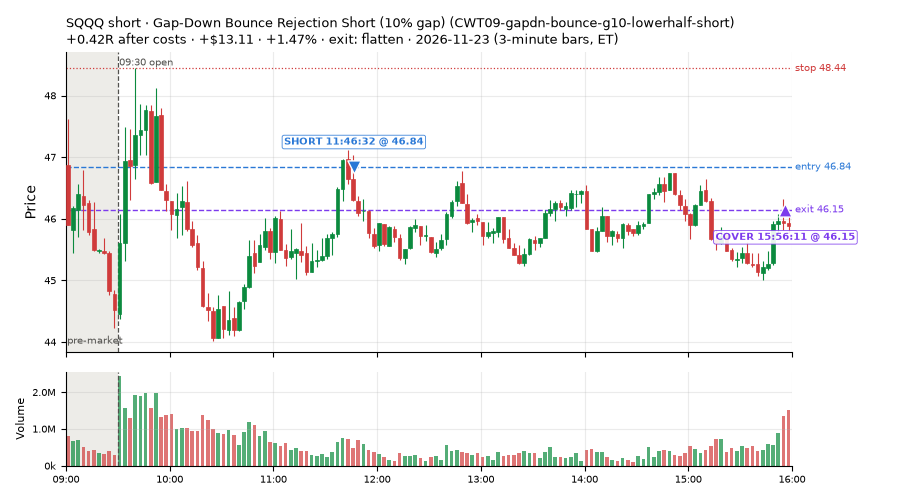 SQQQ short · Gap-Down Bounce Rejection Short (10% gap) (CWT09-gapdn-bounce-g10-lowerhalf-short)
+0.42R after costs · +$13.11 · +1.47% · exit: flatten · 2026-11-23 (3-minute bars, ET)
09:30 open
stop 48.44
48
SHORT 11:46:32 @ 46.84
47
entry 46.84
Price
46
exit 46.15
COVER 15:56:11 @ 46.15
45
44
pre-market
Volume
2.0M
1.0M
0k
09:00
10:00
11:00
12:00
13:00
14:00
15:00
16:00